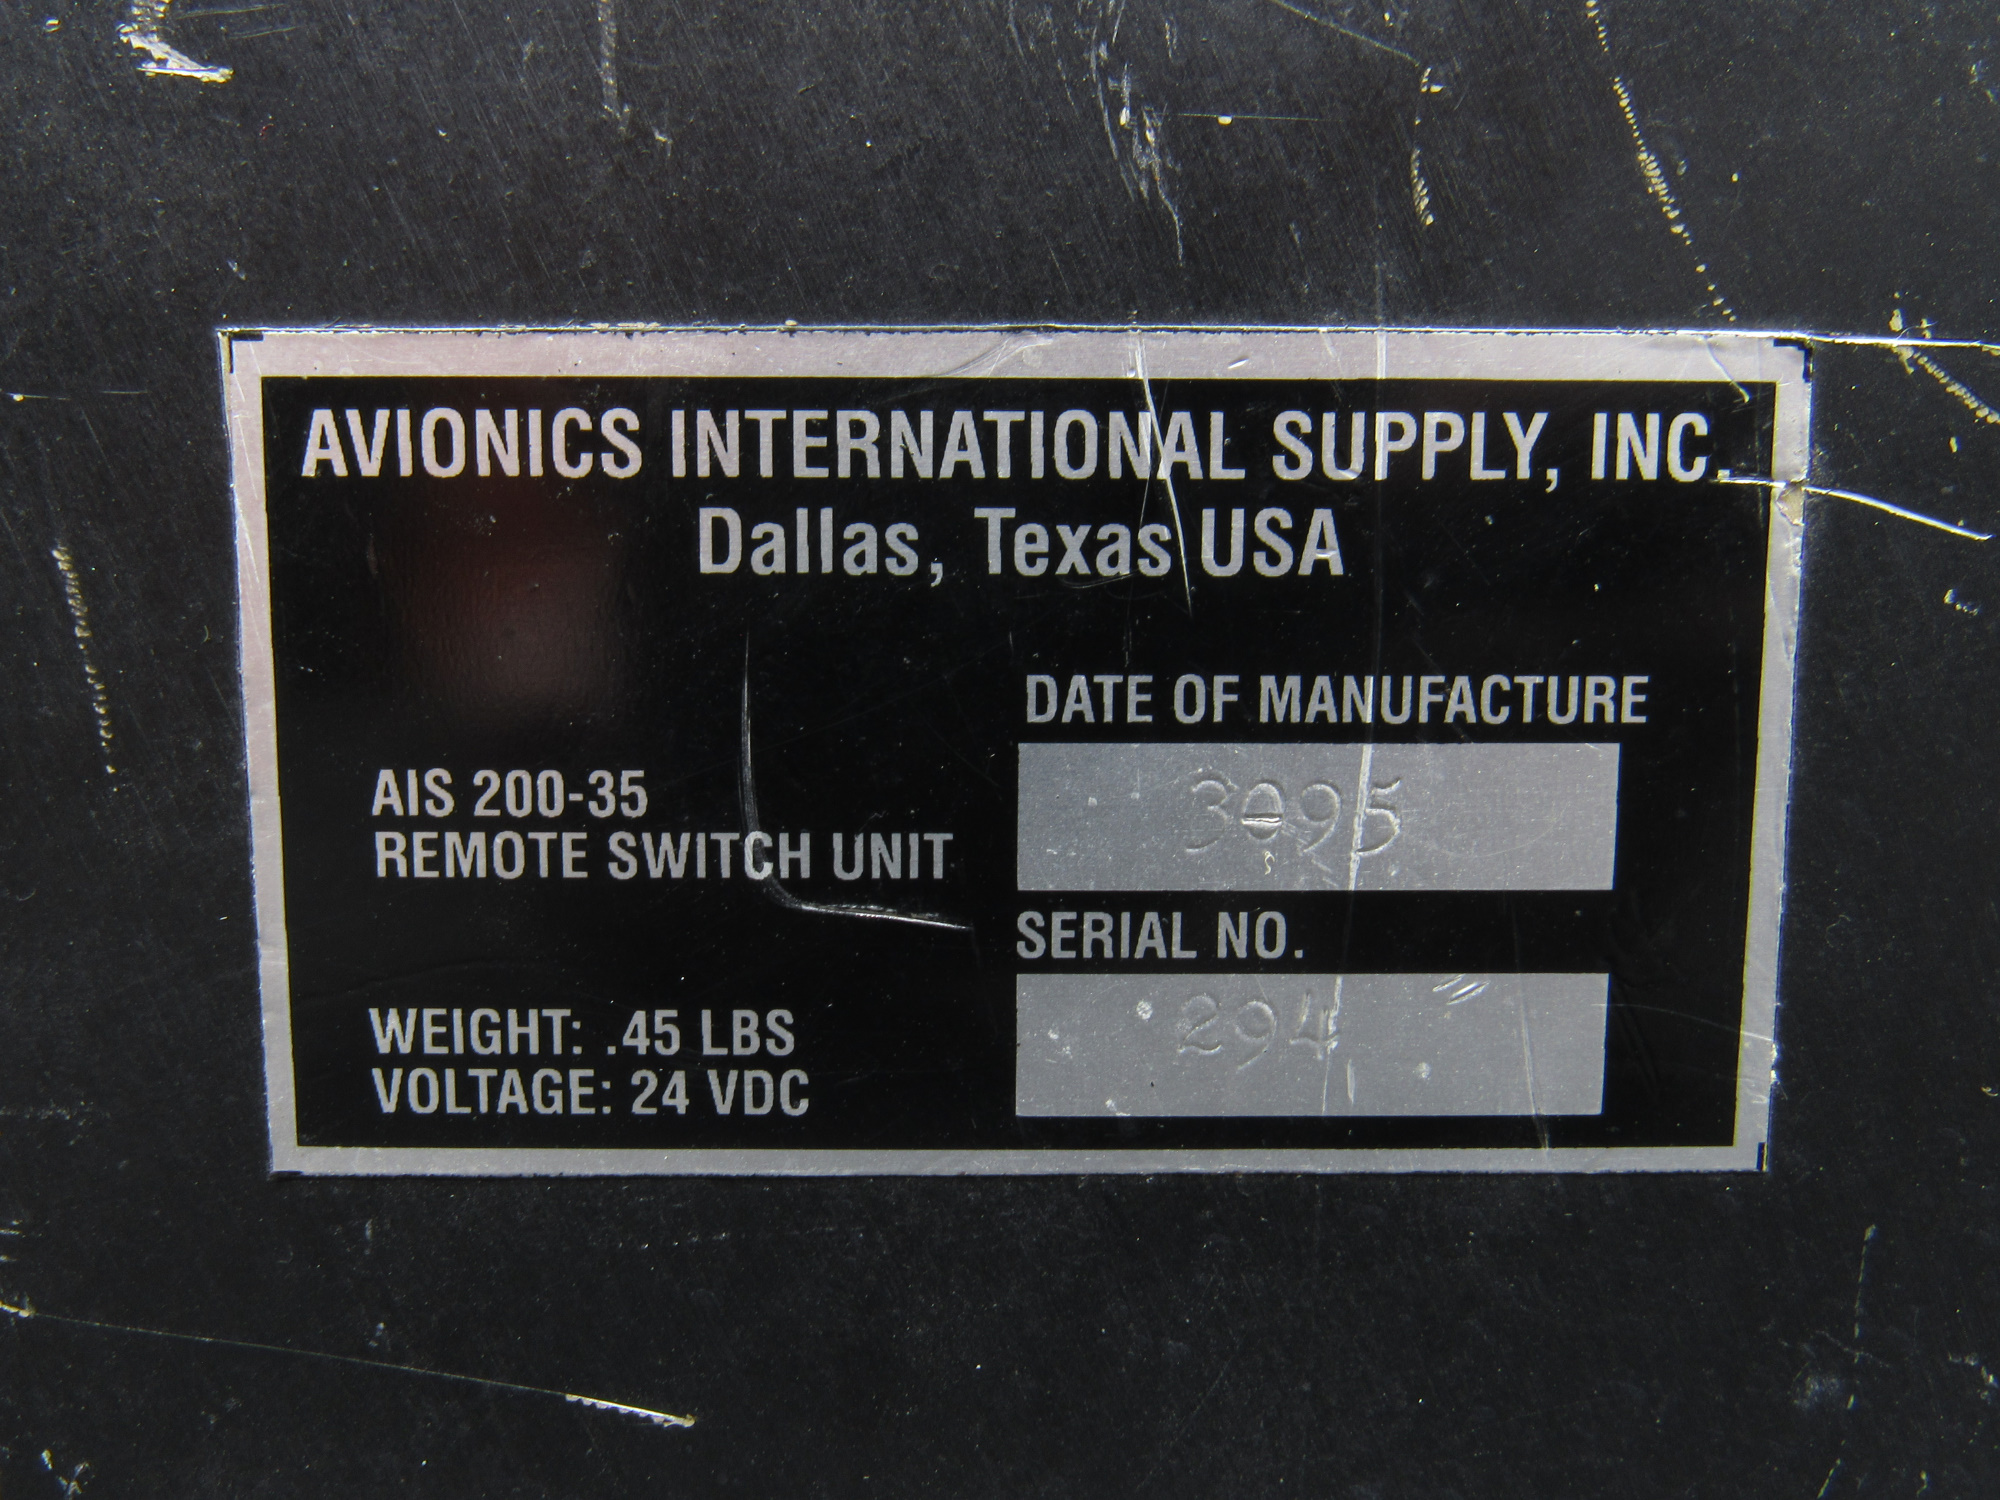 AVIONICS INTERNATIONAL SUPPLY, INC.
Dallas, Texas USA
DATE OF MANUFACTURE
3095
AIS 200-35
REMOTE SWITCH UNIT
SERIAL NO.
294
WEIGHT: .45 LBS
VOLTAGE: 24 VDC